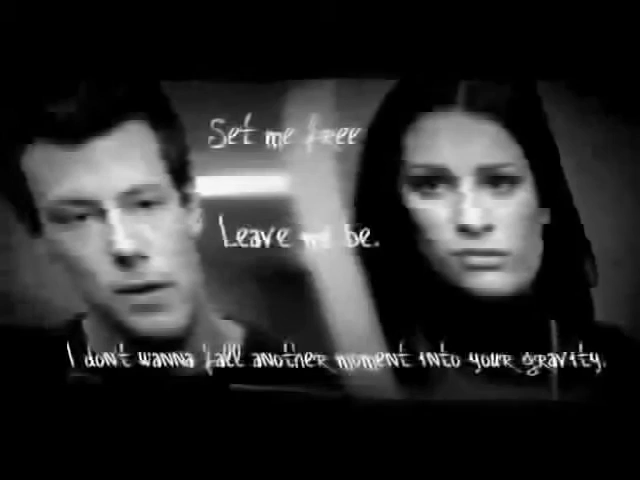 Set me free
Leave me be.
I don't wanna fall another moment into your gravity.